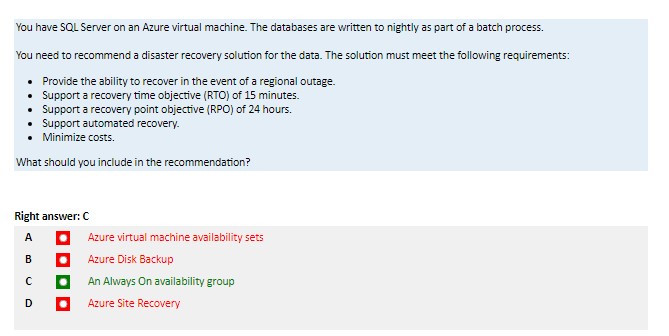 You have SQL Server on an Azure virtual machine. The databases are written to nightly as part of a batch process.
You need to recommend a disaster recovery solution for the data. The solution must meet the following requirements:
• Provide the ability to recover in the event of a regional outage.
• Support a recovery time objective (RTO) of 15 minutes.
• Support a recovery point objective (RPO) of 24 hours.
• Support automated recovery.
• Minimize costs.
What should you include in the recommendation?
Right answer: C
A Azure virtual machine availability sets
B Azure Disk Backup
C An Always On availability group
D Azure Site Recovery